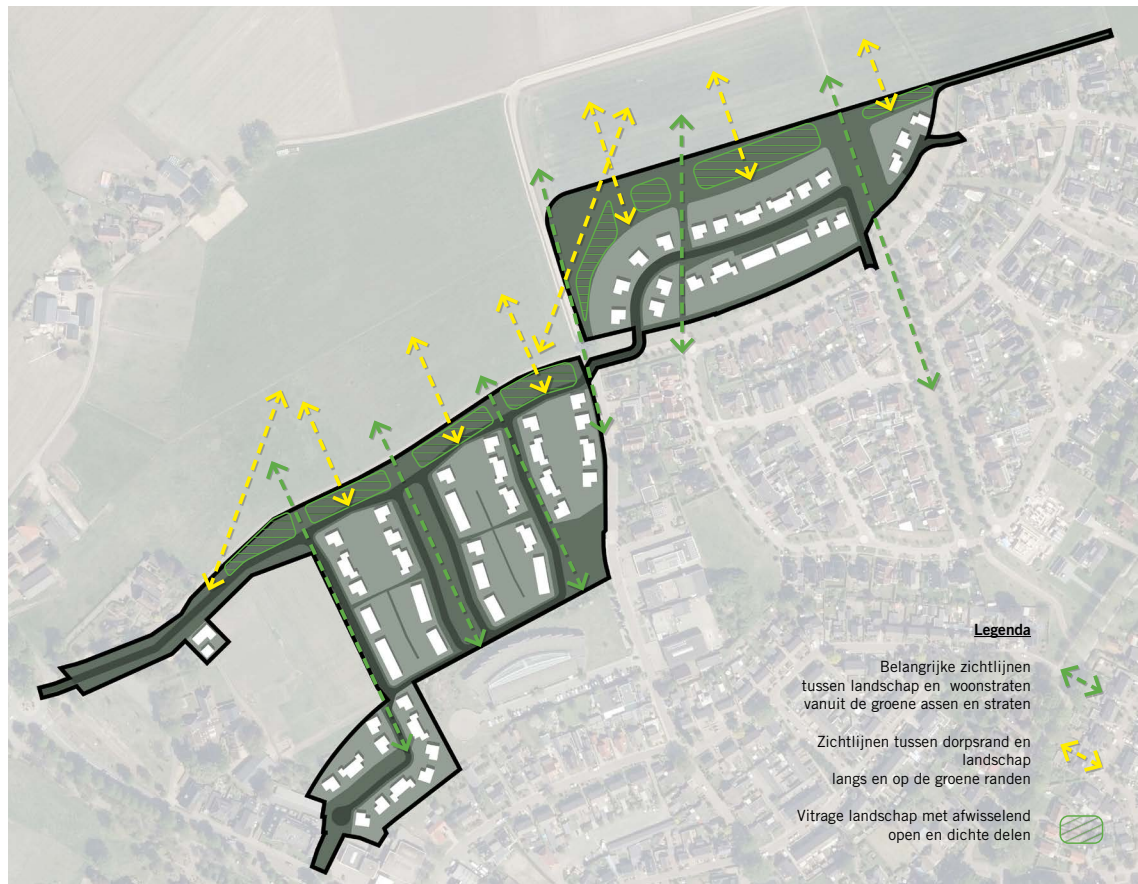 Legenda
Belangrijke zichtlijnen
tussen landschap en woonstraten
vanuit de groene assen en straten
Zichtlijnen tussen dorpsrand en
landschap
langs en op de groene randen
Vitrage landschap met afwisselend
open en dichte delen